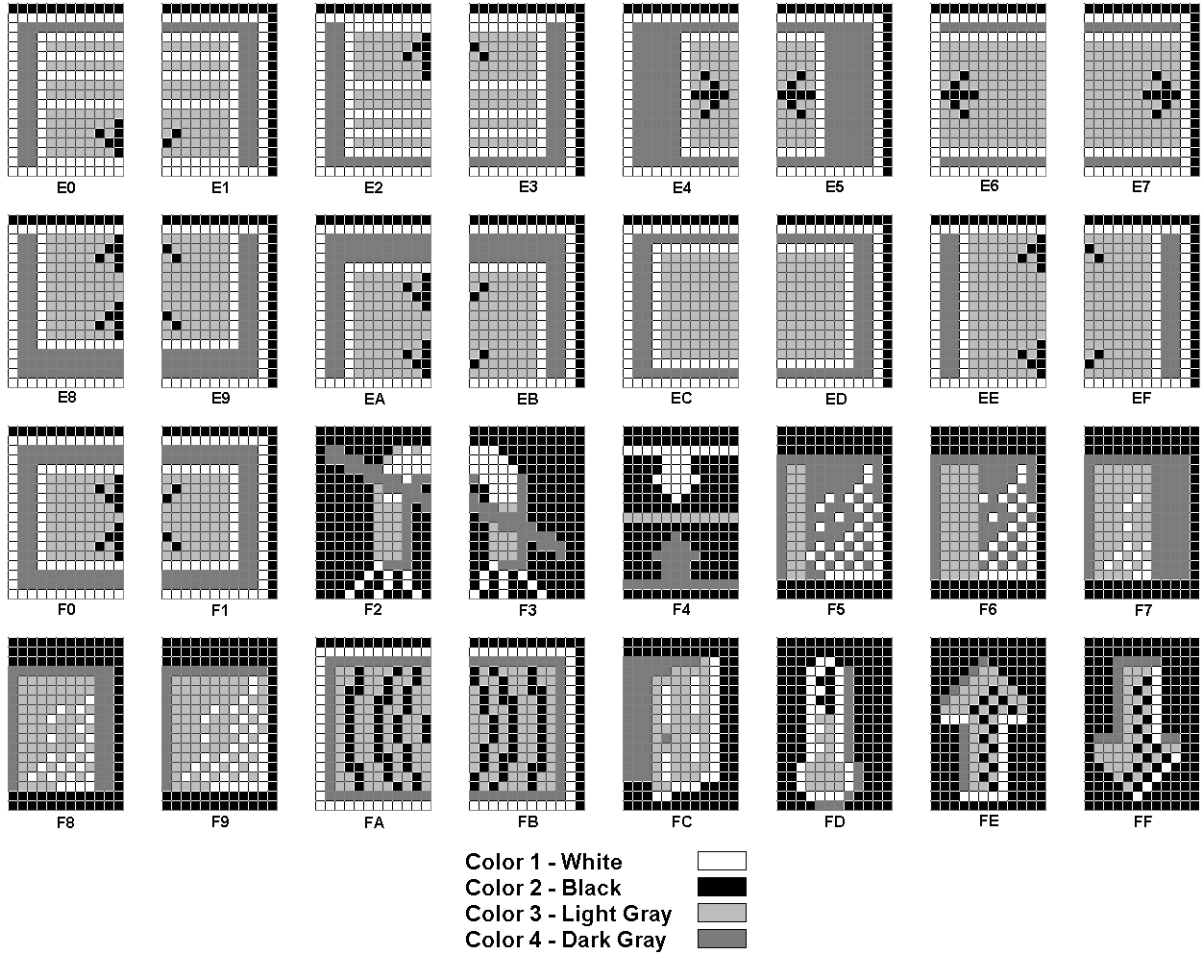 E0 E1 E2 E3 E4 E5 E6 E7
E8 E9 EA EB EC ED EE EF
F0 F1 F2 F3 F4 F5 F6 F7
F8 F9 FA FB FC FD FE FF
Color 1 - White
Color 2 - Black
Color 3 - Light Gray
Color 4 - Dark Gray